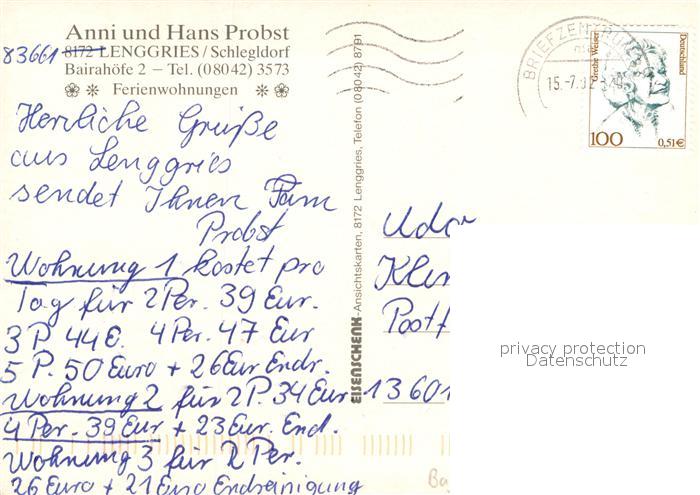 Anni und Hans Probst
83661 8172 LENGGRIES / Schlegldorf
Bairahöfe 2 – Tel. (08042) 3573
Ferienwohnungen
Herzliche Grüße
aus Lenggries
sendet Ihnen Fam
Probst
Wohnung 1 kostet pro
Tag für 2 Per. 39 Eur.
3 P. 44 E. 4 Per. 47 Eur
5 P. 50 Euro + 26 Eur Endr.
Wohnung 2 für 2 P. 34 Eur
4 Per. 39 Eur + 23 Eur. End.
Wohnung 3 für 2 Per.
26 Euro + 21 Euro Endreinigung
EISENSCHENK-Ansichtskarten, 8172 Lenggries, Telefon (08042) 8791
BRIEFZENTRUM
15.-7.02
Grethe Weiser
Deutschland
100
0,51€
Udo
Postf
13601
privacy protection
Datenschutz